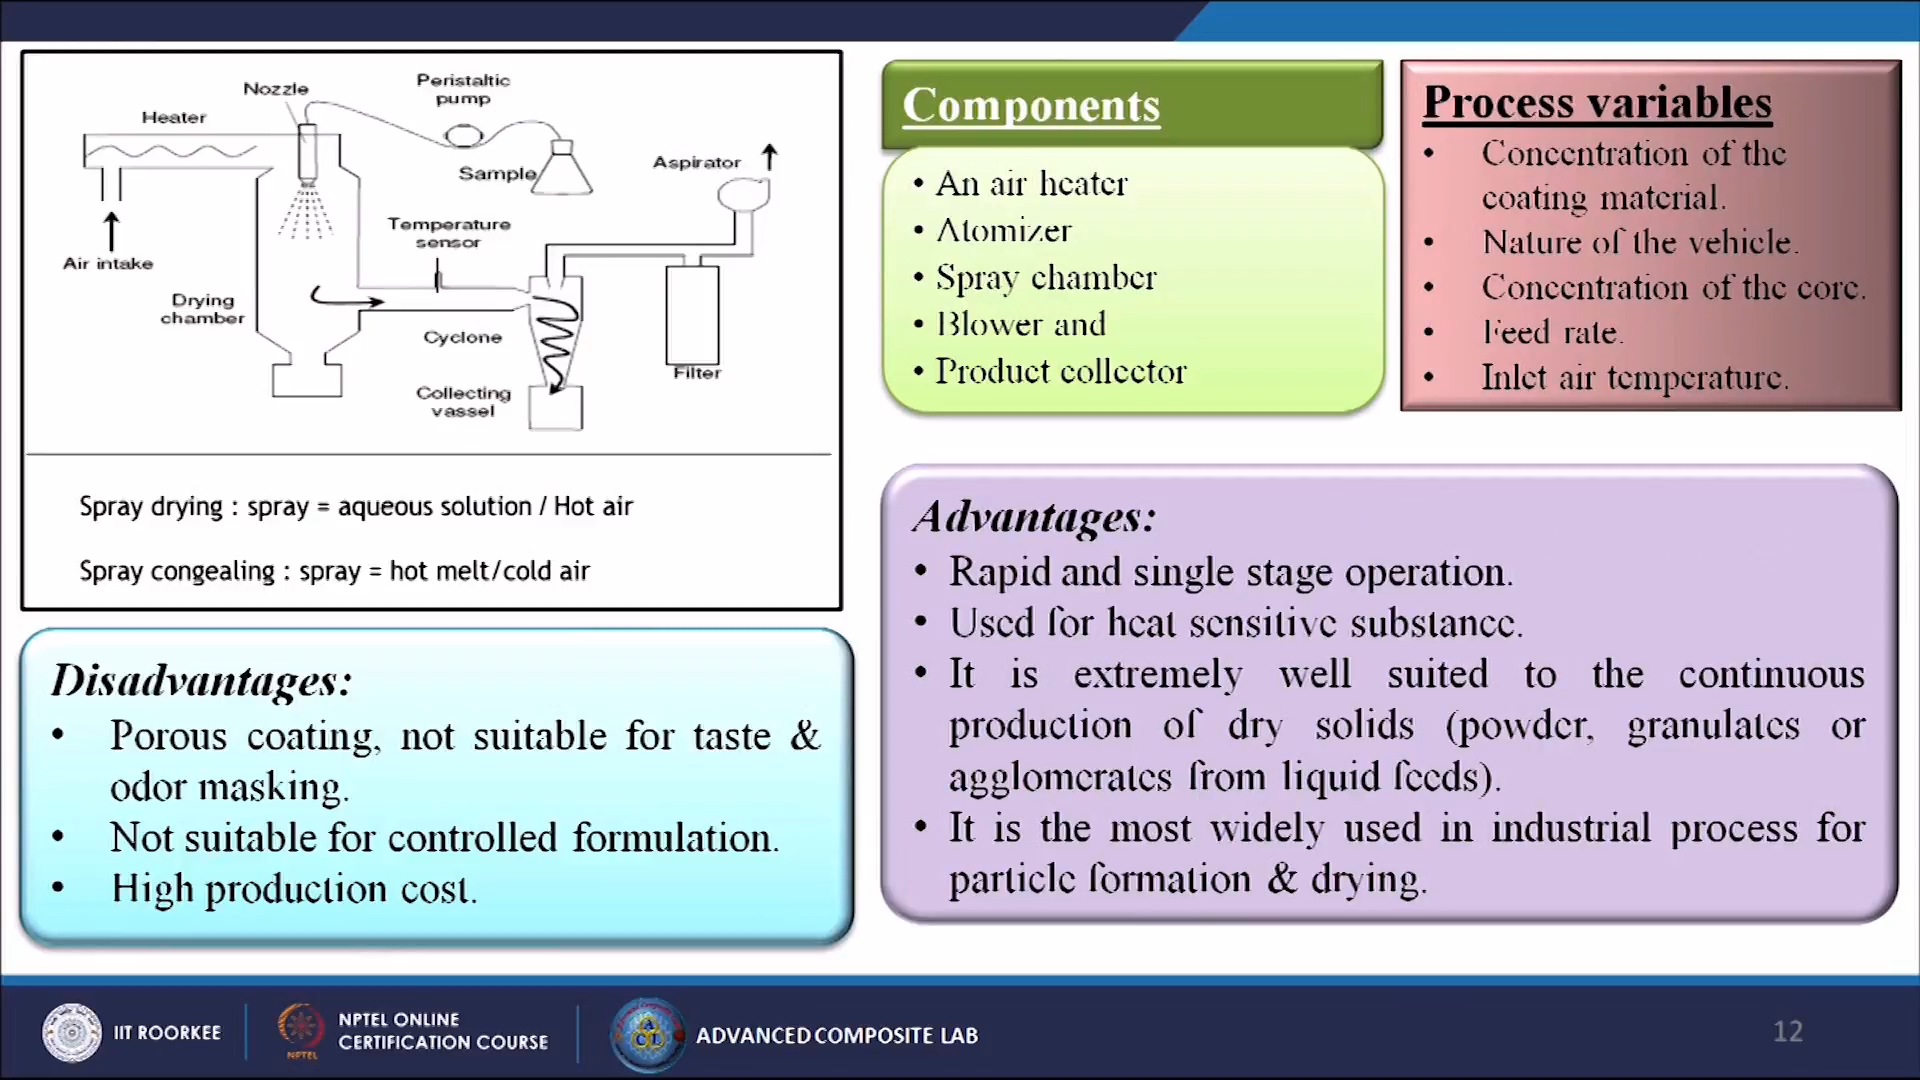 Nozzle
Peristaltic
pump
Heater
Sample
Aspirator
Temperature
sensor
Air intake
Drying
chamber
Cyclone
Collecting
vassel
Filter
Spray drying : spray = aqueous solution / Hot air
Spray congealing : spray = hot melt/cold air
Components
• An air heater
• Atomizer
• Spray chamber
• Blower and
• Product collector
Process variables
• Concentration of the
coating material.
• Nature of the vehicle.
• Concentration of the core.
• Feed rate.
• Inlet air temperature.
Disadvantages:
• Porous coating, not suitable for taste &
odor masking.
• Not suitable for controlled formulation.
• High production cost.
Advantages:
• Rapid and single stage operation.
• Used for heat sensitive substance.
• It is extremely well suited to the continuous
production of dry solids (powder, granulates or
agglomerates from liquid feeds).
• It is the most widely used in industrial process for
particle formation & drying.
IIT ROORKEE
NPTEL
NPTEL ONLINE
CERTIFICATION COURSE
ACL
ADVANCED COMPOSITE LAB
12